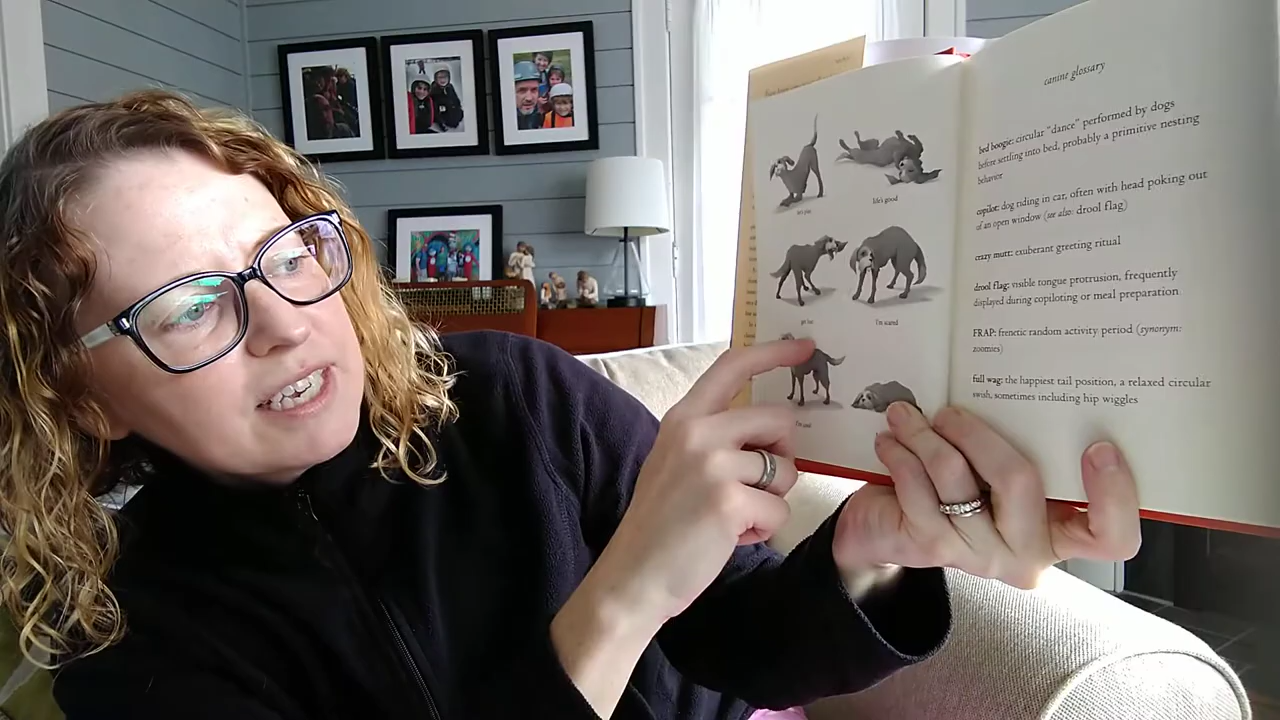 let's play
life's good
get lost
I'm scared
I'm cool
canine glossary
bed boogie: circular "dance" performed by dogs
before settling into bed, probably a primitive nesting
behavior
copilot: dog riding in car, often with head poking out
of an open window (see also: drool flag)
crazy mutt: exuberant greeting ritual
drool flag: visible tongue protrusion, frequently
displayed during copiloting or meal preparation
FRAP: frenetic random activity period (synonym:
zoomies)
full wag: the happiest tail position, a relaxed circular
swish, sometimes including hip wiggles